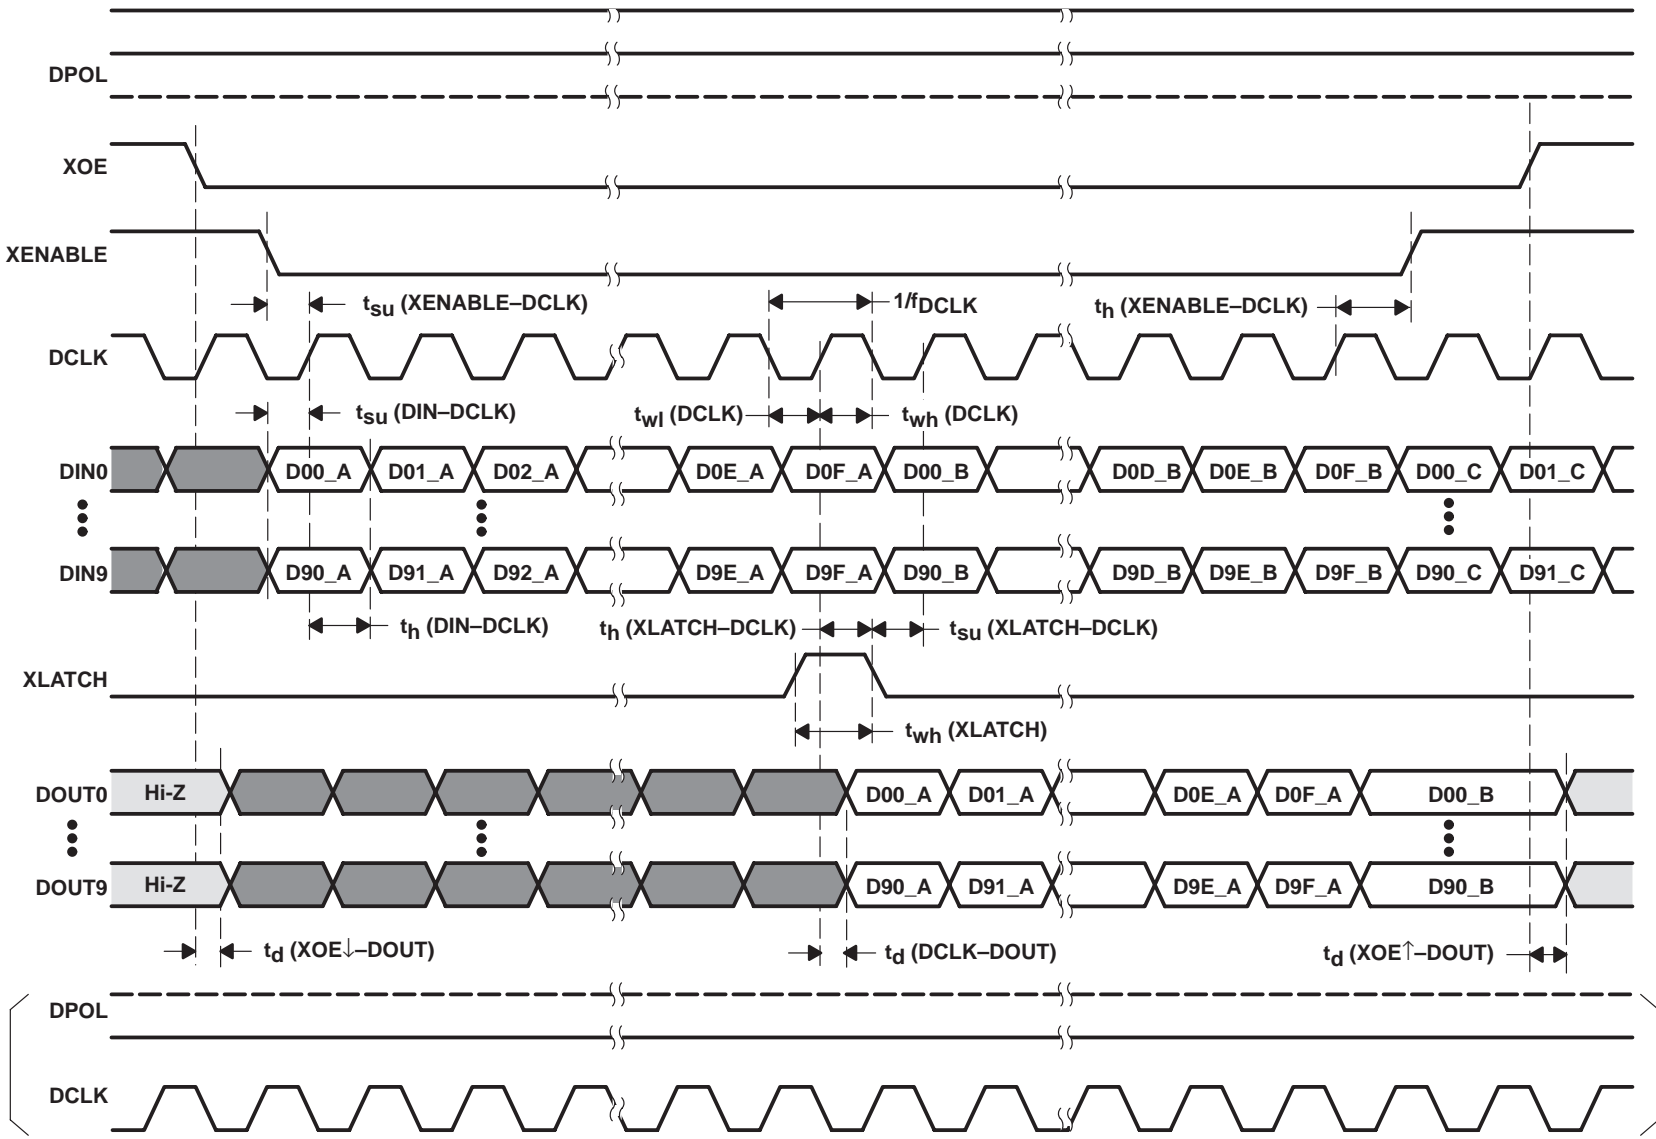 DPOL
XOE
XENABLE
tsu (XENABLE–DCLK)
1/fDCLK
th (XENABLE–DCLK)
DCLK
tsu (DIN–DCLK)
twl (DCLK)
twh (DCLK)
DIN0 D00_A D01_A D02_A D0E_A D0F_A D00_B D0D_B D0E_B D0F_B D00_C D01_C
DIN9 D90_A D91_A D92_A D9E_A D9F_A D90_B D9D_B D9E_B D9F_B D90_C D91_C
th (DIN–DCLK)
th (XLATCH–DCLK)
tsu (XLATCH–DCLK)
XLATCH
twh (XLATCH)
DOUT0 Hi-Z D00_A D01_A D0E_A D0F_A D00_B
DOUT9 Hi-Z D90_A D91_A D9E_A D9F_A D90_B
td (XOE↓–DOUT)
td (DCLK–DOUT)
td (XOE↑–DOUT)
DPOL
DCLK